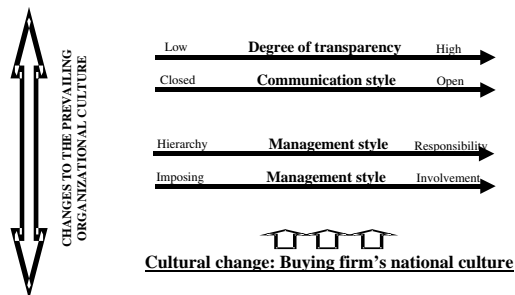 CHANGES TO THE PREVAILING
ORGANIZATIONAL CULTURE
Low Degree of transparency High
Closed Communication style Open
Hierarchy Management style Responsibility
Imposing Management style Involvement
Cultural change: Buying firm's national culture